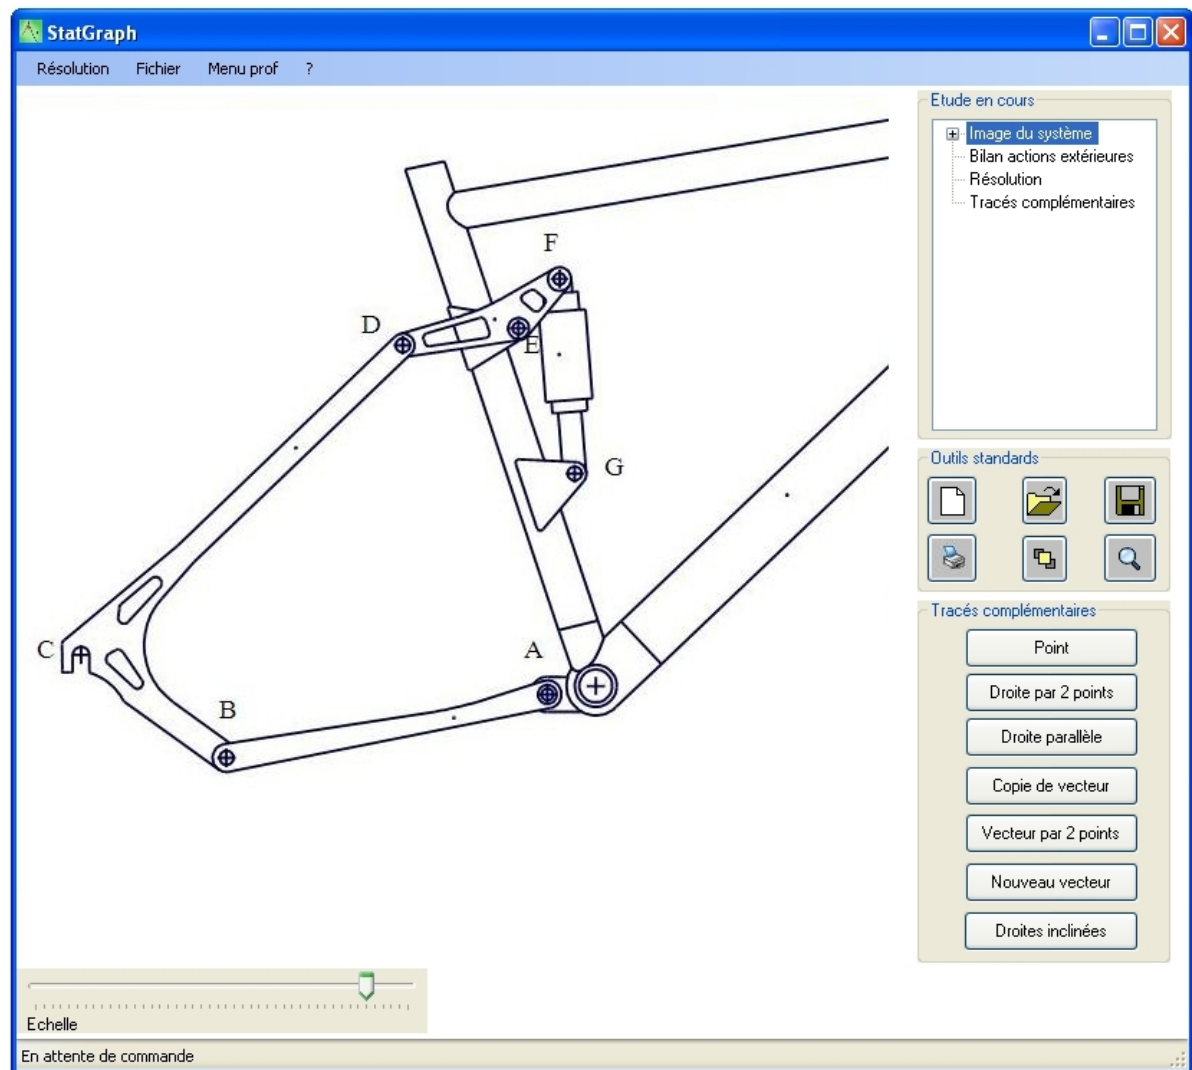 StatGraph
Résolution Fichier Menu prof ?
Etude en cours
Image du système
Bilan actions extérieures
Résolution
Tracés complémentaires
F
D
E
G
C
A
B
Outils standards
Tracés complémentaires
Point
Droite par 2 points
Droite parallèle
Copie de vecteur
Vecteur par 2 points
Nouveau vecteur
Droites inclinées
Echelle
En attente de commande